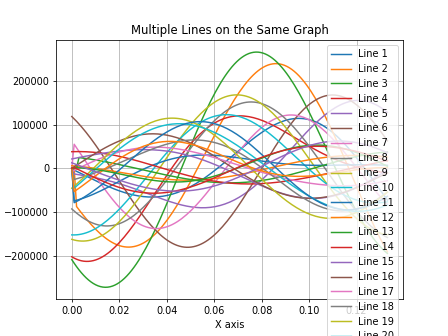 Multiple Lines on the Same Graph
200000
100000
0
−100000
−200000
0.00
0.02
0.04
0.06
0.08
0.10
X axis
Line 1
Line 2
Line 3
Line 4
Line 5
Line 6
Line 7
Line 8
Line 9
Line 10
Line 11
Line 12
Line 13
Line 14
Line 15
Line 16
Line 17
Line 18
Line 19
Line 20